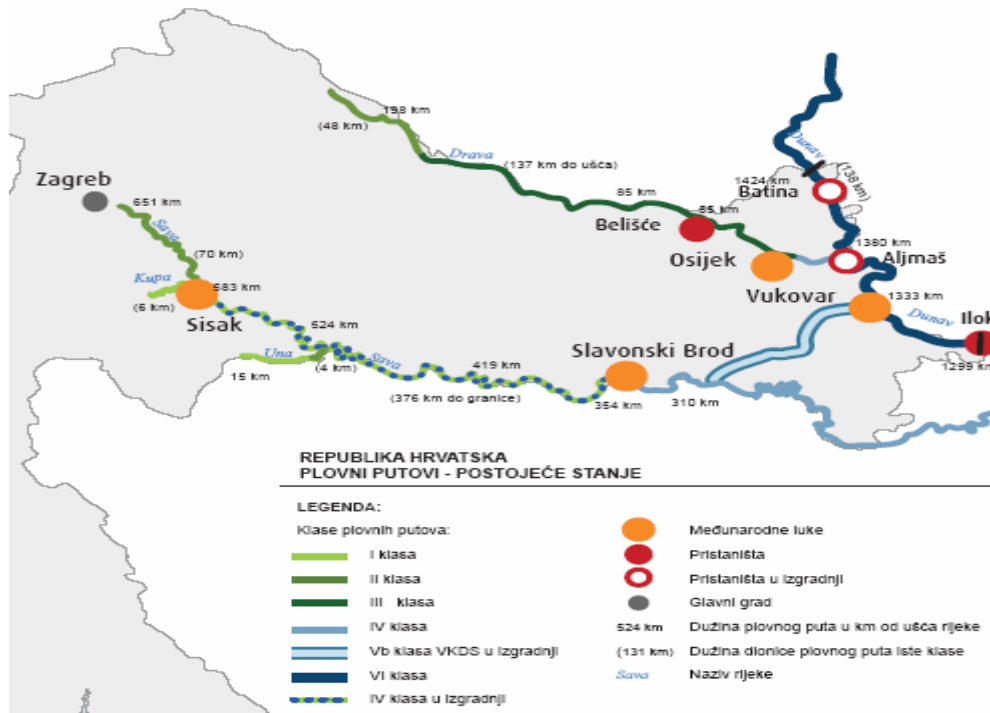 198 km
(48 km)
Drava
(137 km do ušća)
Dunav
1424 km
(138 km)
Batina
Zagreb
651 km
Sava
(70 km)
85 km
85 km
Belišće
Osijek
1380 km
Aljmaš
Kupa
(6 km)
583 km
Sisak
Vukovar
1333 km
Dunav
Ilok
1299 km
524 km
Una
(4 km)
15 km
Sava
419 km
(376 km do granice)
Slavonski Brod
354 km
310 km
REPUBLIKA HRVATSKA
PLOVNI PUTOVI - POSTOJEĆE STANJE
LEGENDA:
Klase plovnih putova:
I klasa
II klasa
III klasa
IV klasa
Vb klasa VKDS u izgradnji
VI klasa
IV klasa u izgradnji
Međunarodne luke
Pristaništa
Pristaništa u izgradnji
Glavni grad
524 km Dužina plovnog puta u km od ušća rijeke
(131 km) Dužina dionice plovnog puta iste klase
Sava Naziv rijeke